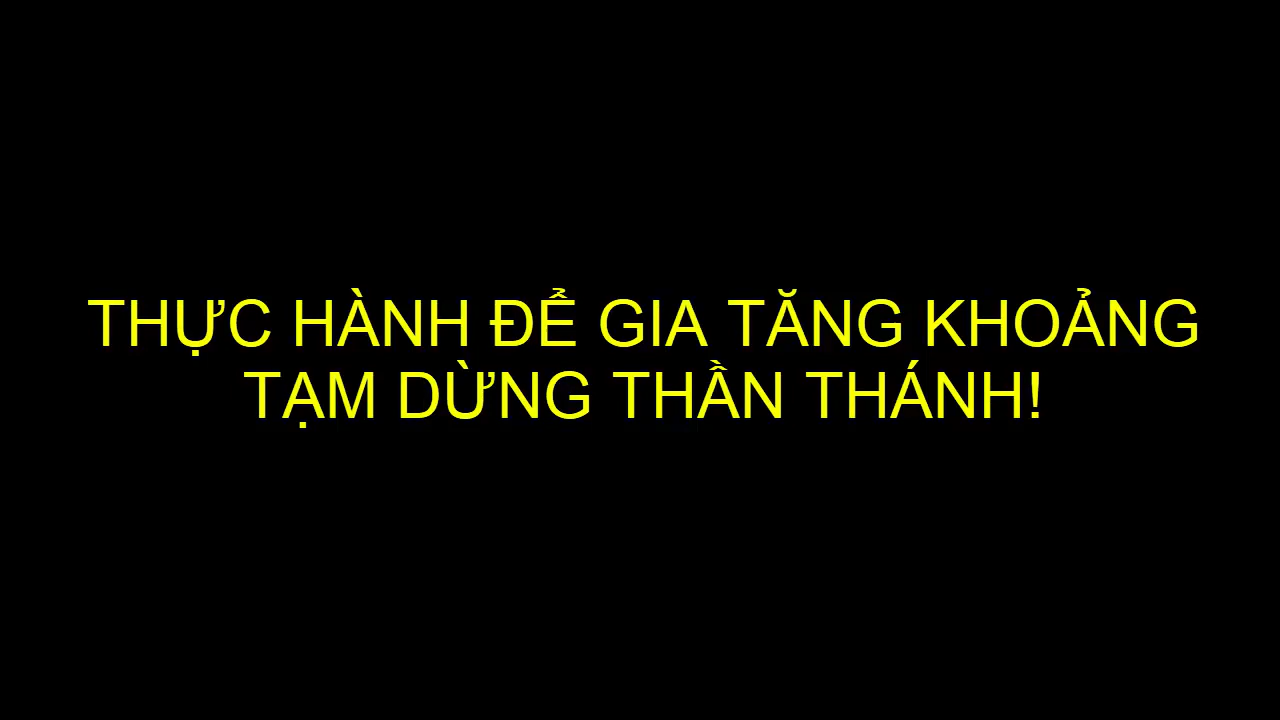 THỰC HÀNH ĐỂ GIA TĂNG KHOẢNG
TẠM DỪNG THẦN THÁNH!